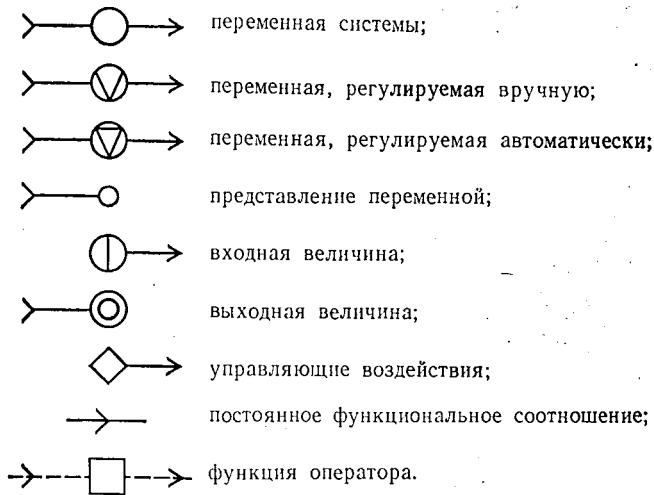 переменная системы;
переменная, регулируемая вручную;
переменная, регулируемая автоматически;
представление переменной;
входная величина;
выходная величина;
управляющие воздействия;
постоянное функциональное соотношение;
функция оператора.